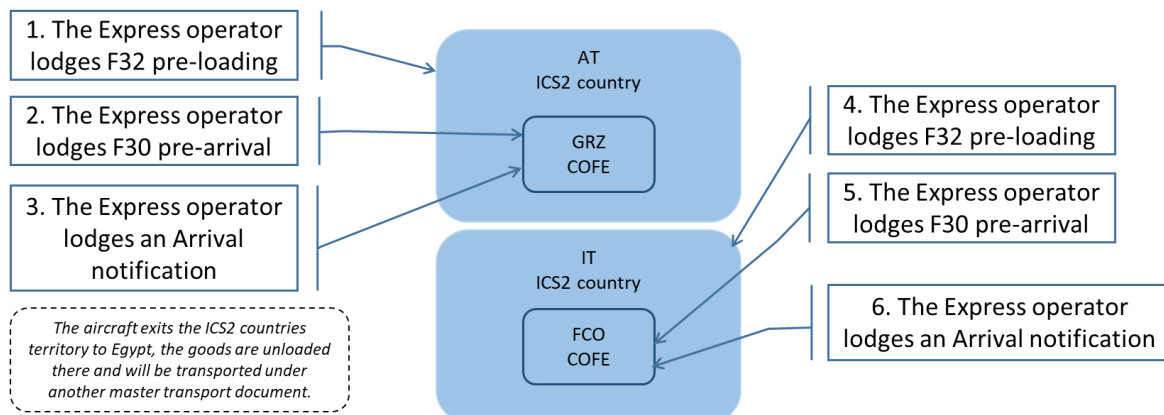 1. The Express operator
lodges F32 pre-loading
2. The Express operator
lodges F30 pre-arrival
3. The Express operator
lodges an Arrival
notification
The aircraft exits the ICS2 countries
territory to Egypt, the goods are unloaded
there and will be transported under
another master transport document.
AT
ICS2 country
GRZ
COFE
IT
ICS2 country
FCO
COFE
4. The Express operator
lodges F32 pre-loading
5. The Express operator
lodges F30 pre-arrival
6. The Express operator
lodges an Arrival notification